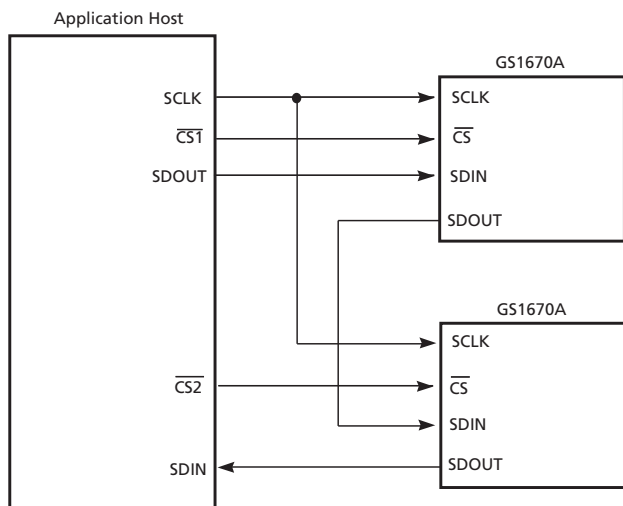 Application Host
SCLK
CS1
SDOUT
CS2
SDIN
GS1670A
SCLK
CS
SDIN
SDOUT
GS1670A
SCLK
CS
SDIN
SDOUT